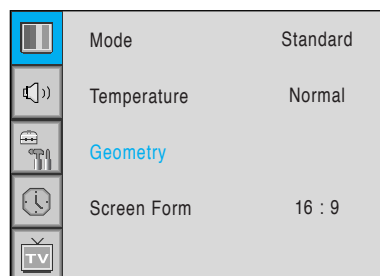 Mode Standard
Temperature Normal
Geometry
Screen Form 16 : 9
TV